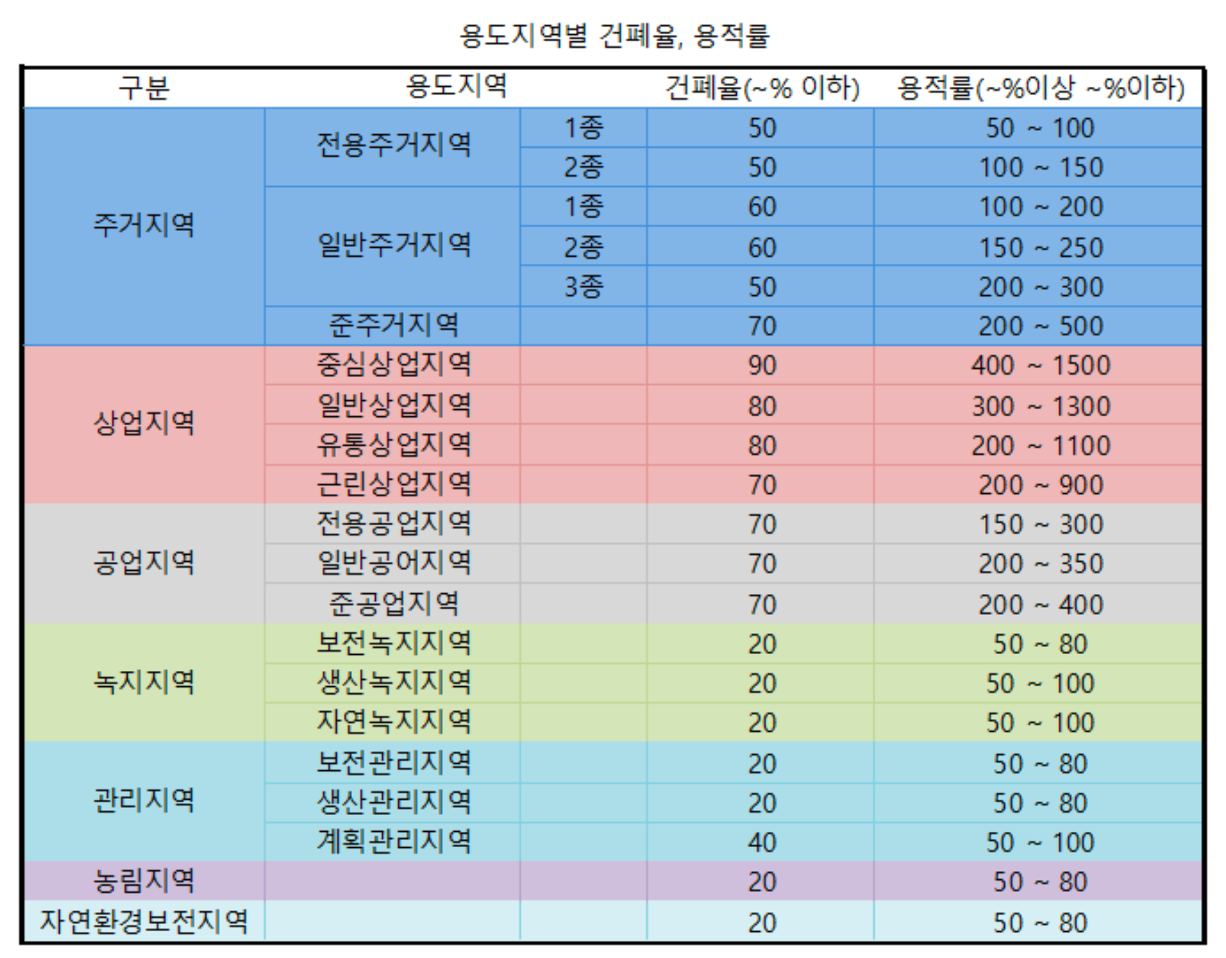 용도지역별 건폐율, 용적률
구분 용도지역 건폐율(~% 이하) 용적률(~%이상 ~%이하)
주거지역 전용주거지역 1종 50 50 ~ 100
2종 50 100 ~ 150
일반주거지역 1종 60 100 ~ 200
2종 60 150 ~ 250
3종 50 200 ~ 300
준주거지역 70 200 ~ 500
상업지역 중심상업지역 90 400 ~ 1500
일반상업지역 80 300 ~ 1300
유통상업지역 80 200 ~ 1100
근린상업지역 70 200 ~ 900
공업지역 전용공업지역 70 150 ~ 300
일반공어지역 70 200 ~ 350
준공업지역 70 200 ~ 400
녹지지역 보전녹지지역 20 50 ~ 80
생산녹지지역 20 50 ~ 100
자연녹지지역 20 50 ~ 100
관리지역 보전관리지역 20 50 ~ 80
생산관리지역 20 50 ~ 80
계획관리지역 40 50 ~ 100
농림지역 20 50 ~ 80
자연환경보전지역 20 50 ~ 80